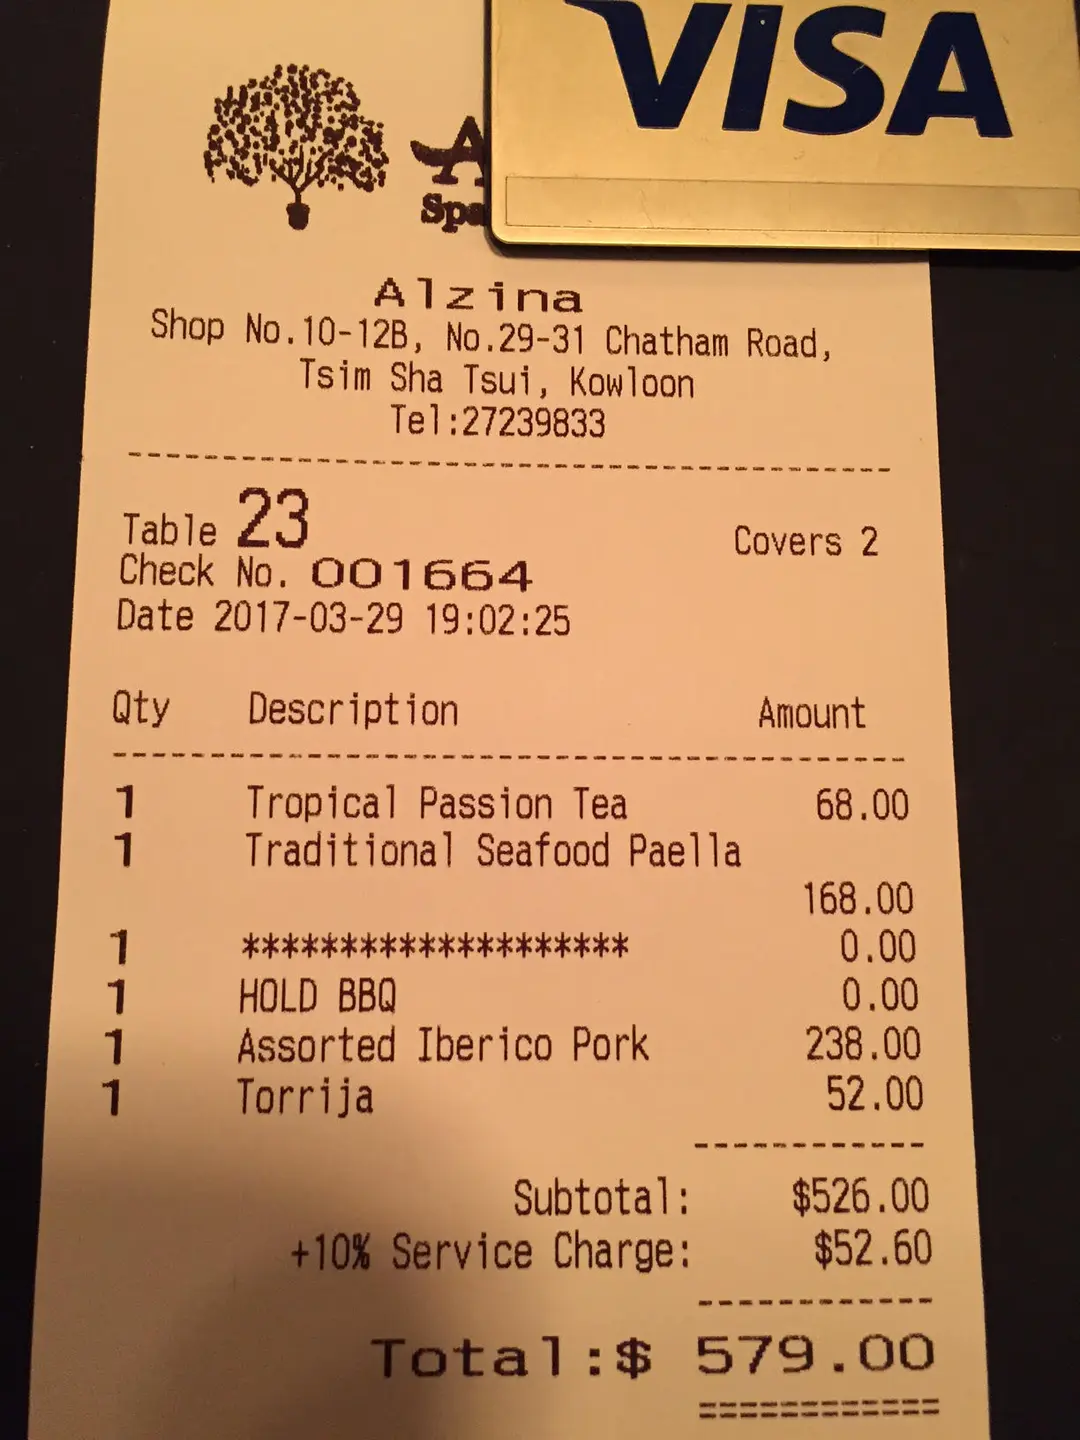 VISA
Alzina
Shop No.10-12B, No.29-31 Chatham Road,
Tsim Sha Tsui, Kowloon
Tel:27239833
Table 23 Covers 2
Check No. 001664
Date 2017-03-29 19:02:25
Qty Description Amount
1 Tropical Passion Tea 68.00
1 Traditional Seafood Paella
168.00
1 ******************** 0.00
1 HOLD BBQ 0.00
1 Assorted Iberico Pork 238.00
1 Torrija 52.00
Subtotal: $526.00
+10% Service Charge: $52.60
Total:$ 579.00